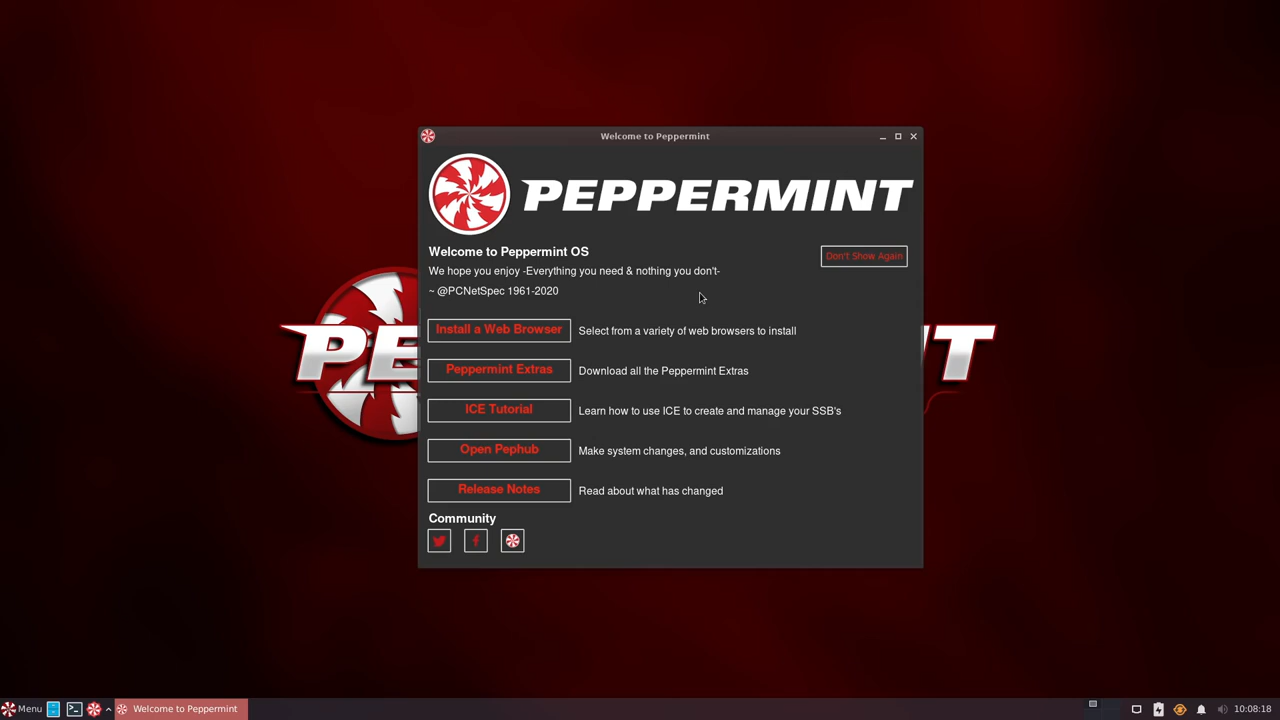 Welcome to Peppermint
PEPPERMINT
Welcome to Peppermint OS
Don't Show Again
We hope you enjoy -Everything you need & nothing you don't-
~ @PCNetSpec 1961-2020
Install a Web Browser Select from a variety of web browsers to install
Peppermint Extras Download all the Peppermint Extras
ICE Tutorial Learn how to use ICE to create and manage your SSB's
Open Pephub Make system changes, and customizations
Release Notes Read about what has changed
Community
PE NT
Menu Welcome to Peppermint 10:08:18